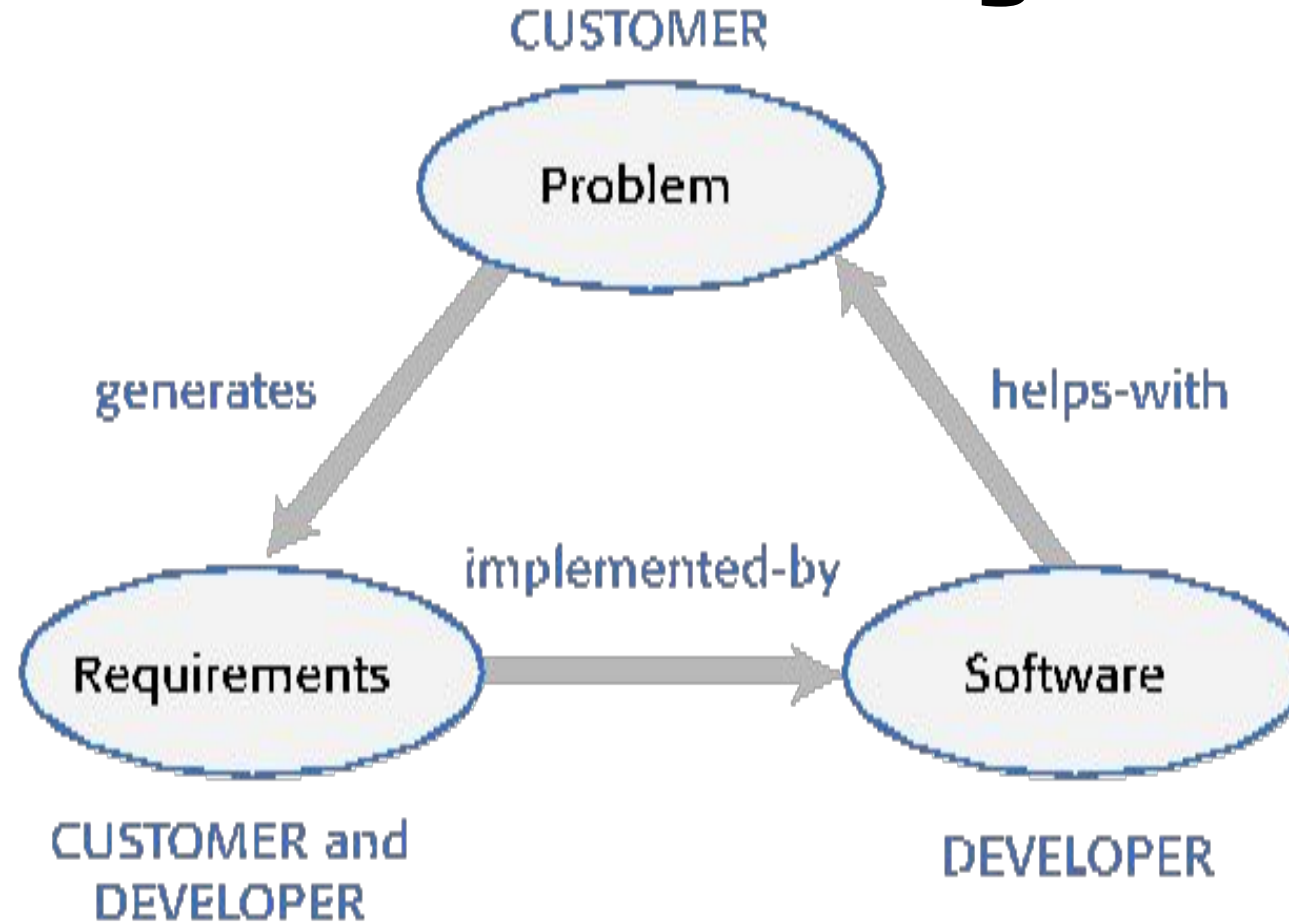 CUSTOMER
Problem
generates
helps-with
implemented-by
Requirements
Software
CUSTOMER and
DEVELOPER
DEVELOPER